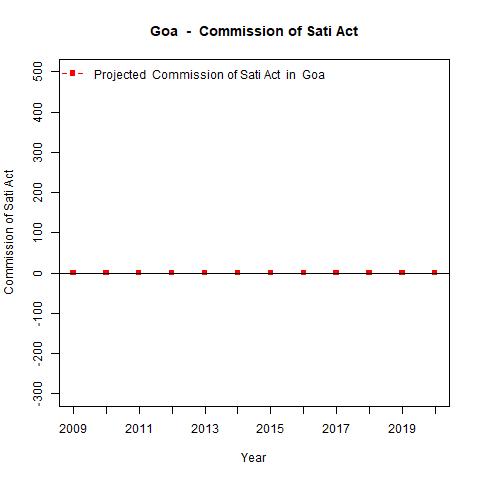 Goa - Commission of Sati Act
Projected Commission of Sati Act in Goa
Commission of Sati Act
500
400
300
200
100
0
-100
-200
-300
2009 2011 2013 2015 2017 2019
Year